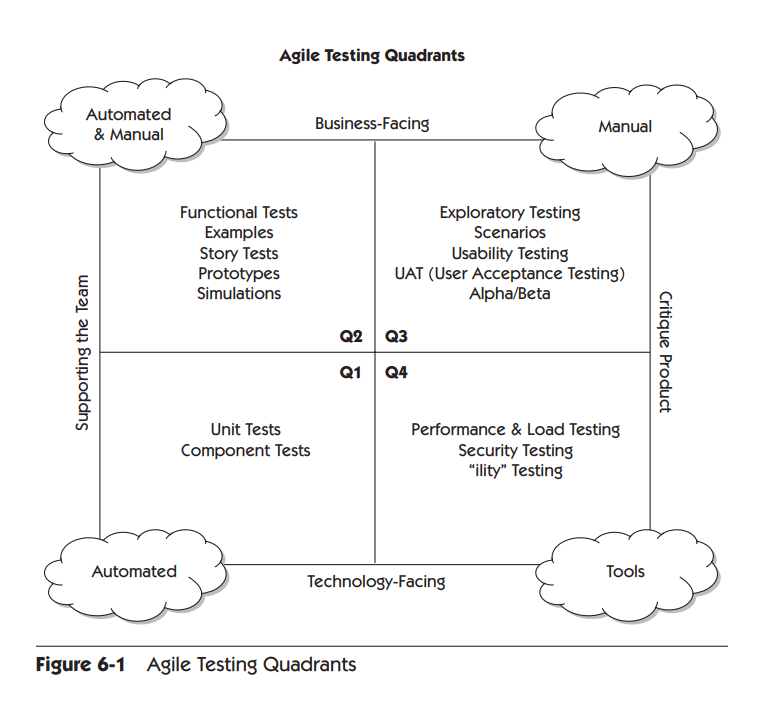 Agile Testing Quadrants
Automated
& Manual
Business-Facing
Manual
Functional Tests
Examples
Story Tests
Prototypes
Simulations
Exploratory Testing
Scenarios
Usability Testing
UAT (User Acceptance Testing)
Alpha/Beta
Supporting the Team
Critique Product
Q2
Q3
Q1
Q4
Unit Tests
Component Tests
Performance & Load Testing
Security Testing
“ility” Testing
Automated
Technology-Facing
Tools
Figure 6-1 Agile Testing Quadrants